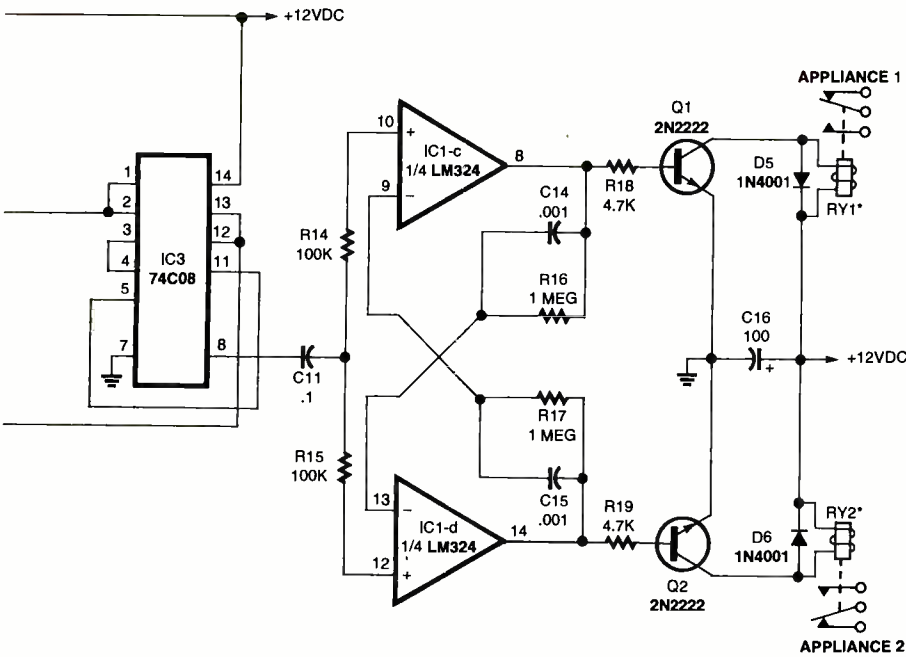 +12VDC
APPLIANCE 1
Q1
2N2222
10
+
IC1-c
1/4 LM324
8
9
−
D5
1N4001
RY1*
R18
4.7K
C14
.001
1
14
2
13
3
12
4
11
5
IC3
74C08
7
8
R14
100K
R16
1 MEG
C16
100
+
+12VDC
C11
.1
R17
1 MEG
R15
100K
C15
.001
13
−
IC1-d
1/4 LM324
14
12
+
R19
4.7K
Q2
2N2222
D6
1N4001
RY2*
APPLIANCE 2